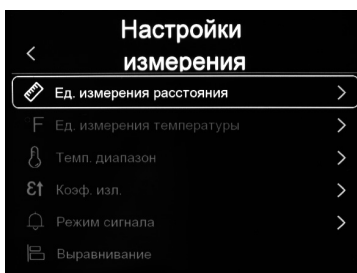 Настройки
измерения
Ед. измерения расстояния
F Ед. измерения температуры
Темп. диапазон
Ɛ↑ Коэф. изл.
Режим сигнала
Выравнивание